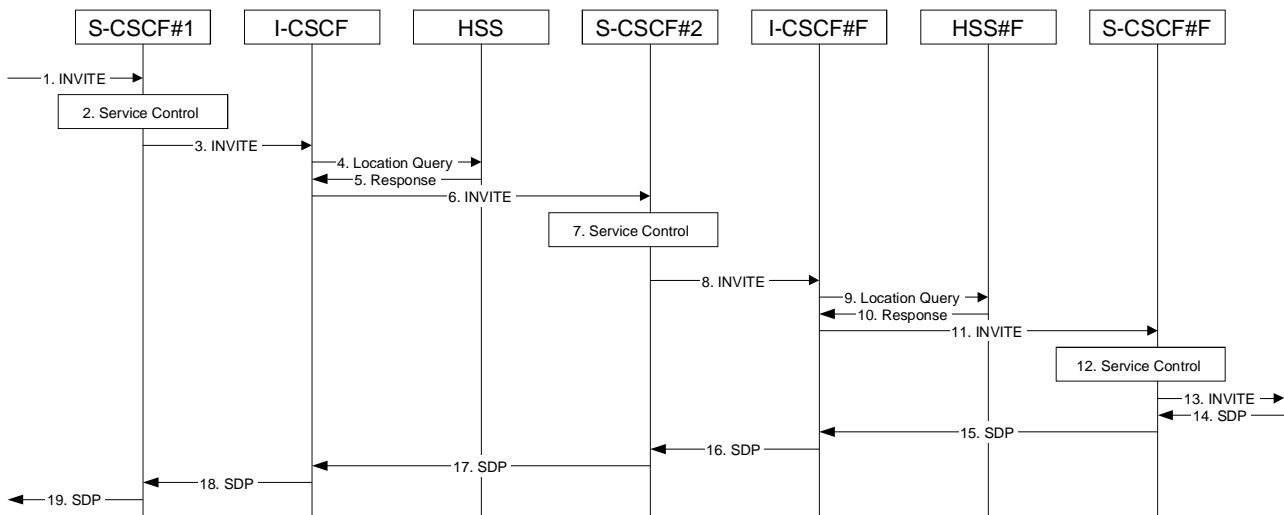 S-CSCF#1
I-CSCF
HSS
S-CSCF#2
I-CSCF#F
HSS#F
S-CSCF#F
1. INVITE
2. Service Control
3. INVITE
4. Location Query
5. Response
6. INVITE
7. Service Control
8. INVITE
9. Location Query
10. Response
11. INVITE
12. Service Control
13. INVITE
14. SDP
15. SDP
16. SDP
17. SDP
18. SDP
19. SDP